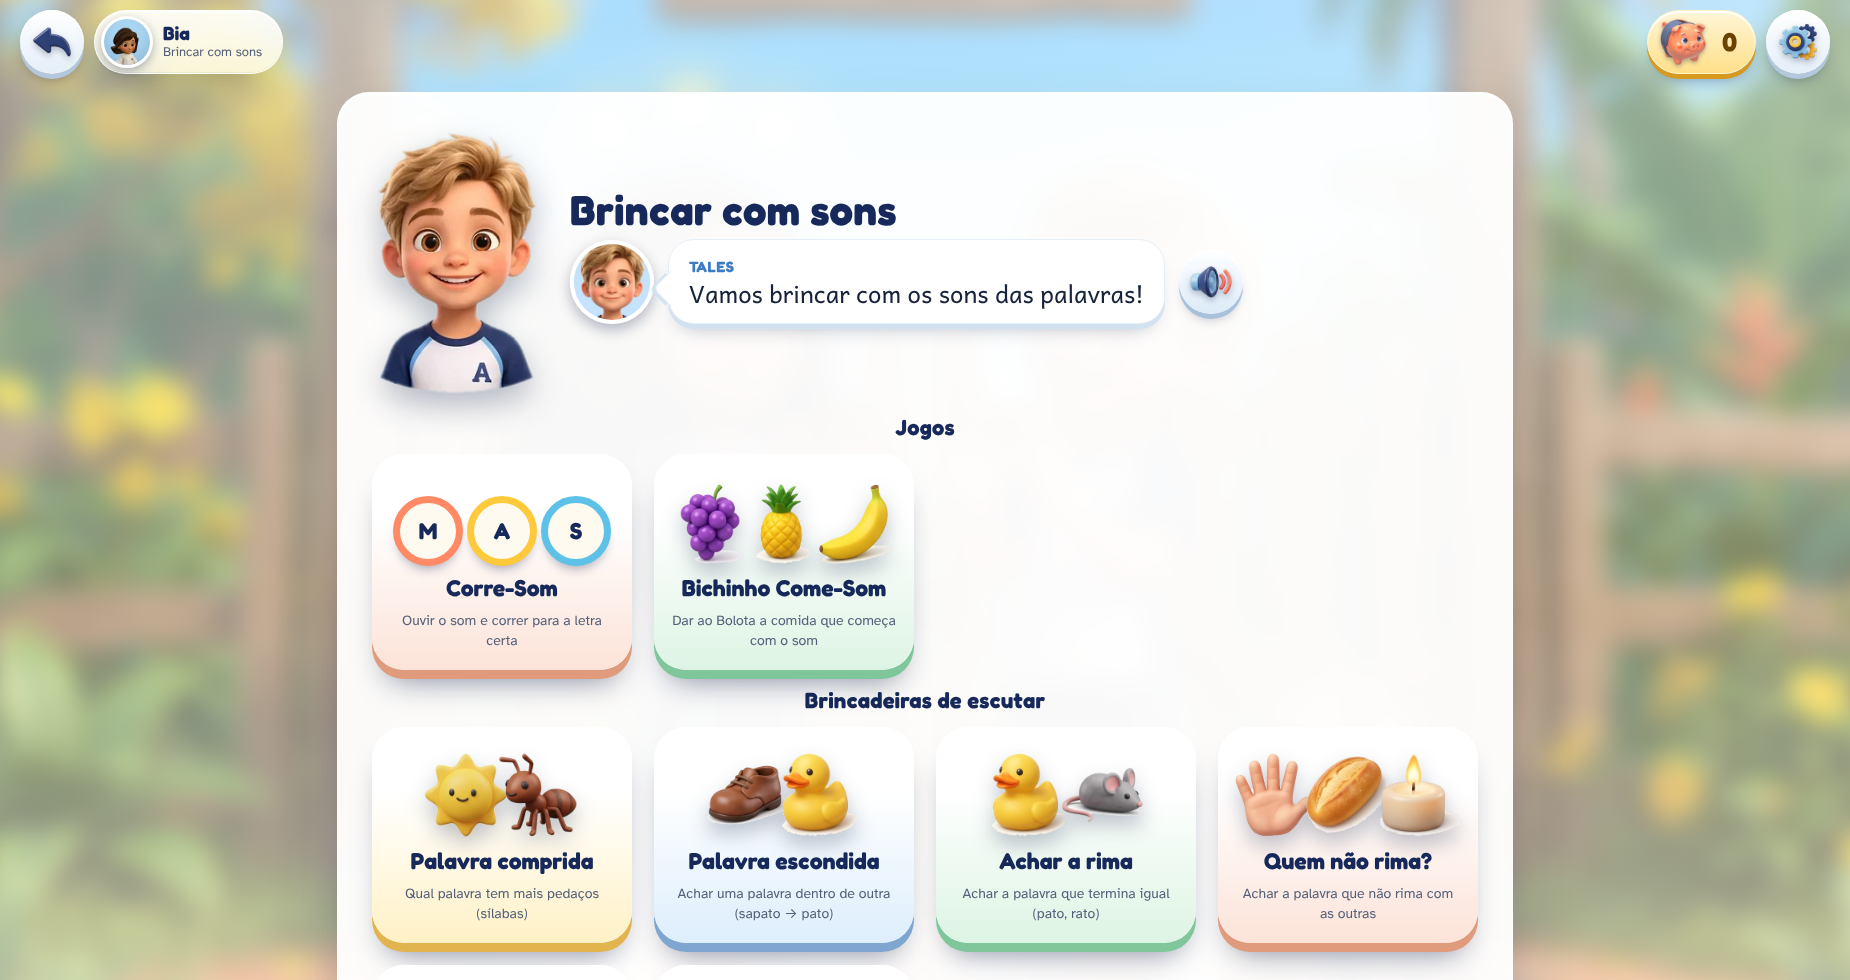 Bia
Brincar com sons
0
Brincar com sons
TALES
Vamos brincar com os sons das palavras!
A
Jogos
M A S
Corre-Som
Ouvir o som e correr para a letra
certa
Bichinho Come-Som
Dar ao Bolota a comida que começa
com o som
Brincadeiras de escutar
Palavra comprida
Qual palavra tem mais pedaços
(sílabas)
Palavra escondida
Achar uma palavra dentro de outra
(sapato → pato)
Achar a rima
Achar a palavra que termina igual
(pato, rato)
Quem não rima?
Achar a palavra que não rima com
as outras